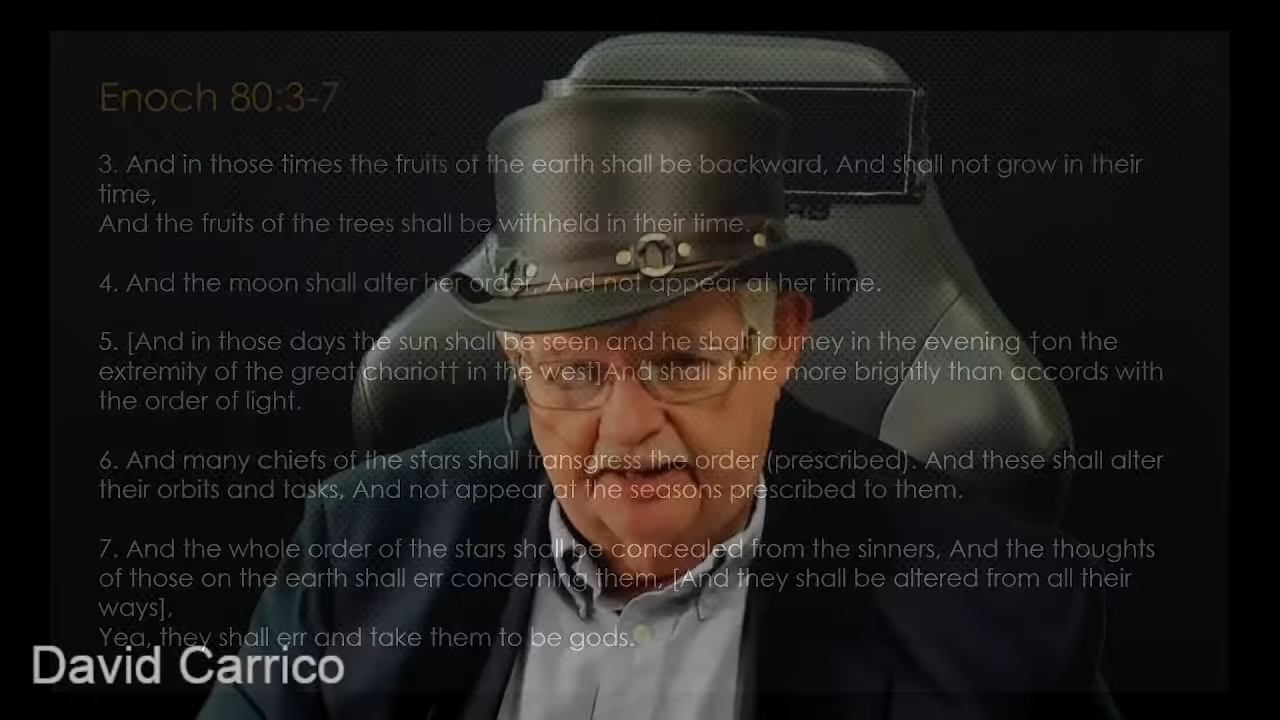 Enoch 80:3-7
3. And in those times the fruits of the earth shall be backward, And shall not grow in their
time,
And the fruits of the trees shall be withheld in their time.
4. And the moon shall alter her order, And not appear at her time.
5. [And in those days the sun shall be seen and he shall journey in the evening †on the
extremity of the great chariot† in the west] And shall shine more brightly than accords with
the order of light.
6. And many chiefs of the stars shall transgress the order (prescribed). And these shall alter
their orbits and tasks, And not appear at the seasons prescribed to them.
7. And the whole order of the stars shall be concealed from the sinners, And the thoughts
of those on the earth shall err concerning them, [And they shall be altered from all their
ways],
Yea, they shall err and take them to be gods.
David Carrico